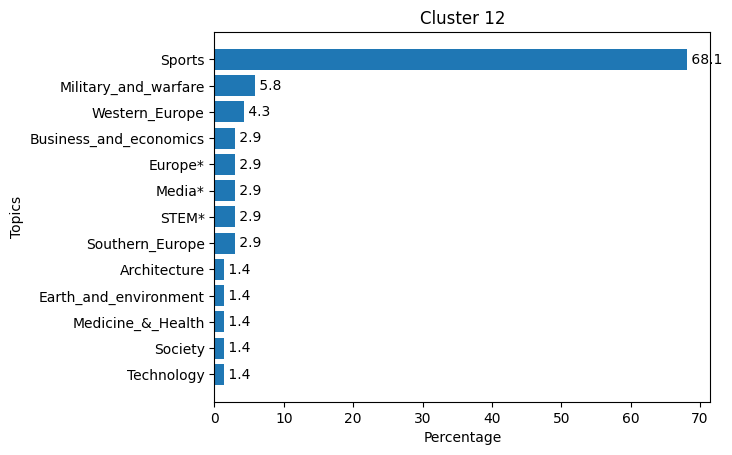 Cluster 12
Topics
Sports 68.1
Military_and_warfare 5.8
Western_Europe 4.3
Business_and_economics 2.9
Europe* 2.9
Media* 2.9
STEM* 2.9
Southern_Europe 2.9
Architecture 1.4
Earth_and_environment 1.4
Medicine_&_Health 1.4
Society 1.4
Technology 1.4
0 10 20 30 40 50 60 70
Percentage